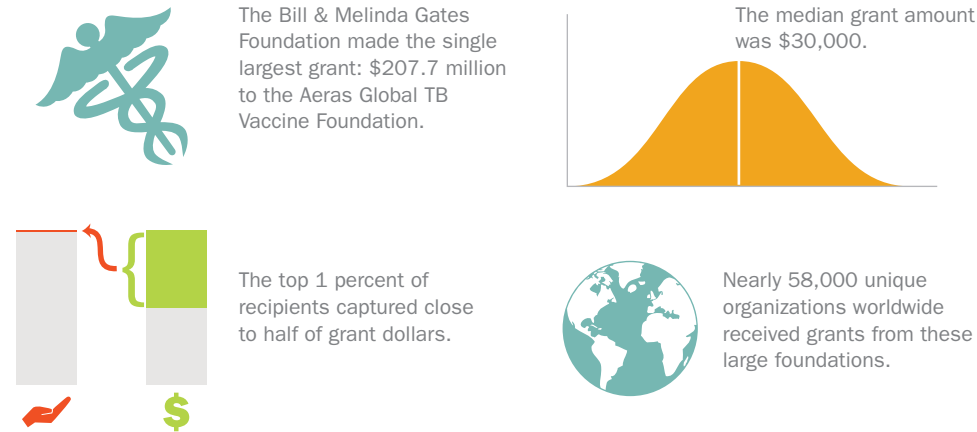 The Bill & Melinda Gates
Foundation made the single
largest grant: $207.7 million
to the Aeras Global TB
Vaccine Foundation.
The median grant amount
was $30,000.
The top 1 percent of
recipients captured close
to half of grant dollars.
$
Nearly 58,000 unique
organizations worldwide
received grants from these
large foundations.